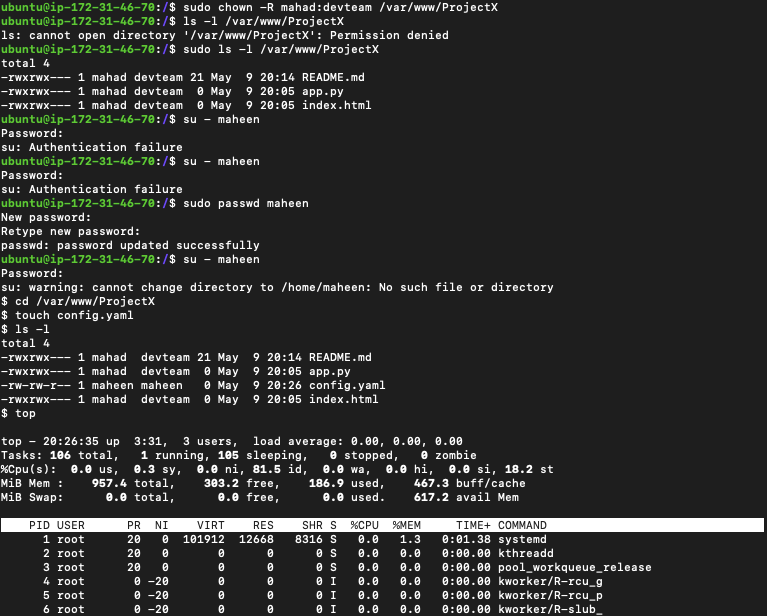 ubuntu@ip-172-31-46-70:/$ sudo chown -R mahad:devteam /var/www/ProjectX
ubuntu@ip-172-31-46-70:/$ ls -l /var/www/ProjectX
ls: cannot open directory '/var/www/ProjectX': Permission denied
ubuntu@ip-172-31-46-70:/$ sudo ls -l /var/www/ProjectX
total 4
-rwxrwx--- 1 mahad devteam 21 May  9 20:14 README.md
-rwxrwx--- 1 mahad devteam  0 May  9 20:05 app.py
-rwxrwx--- 1 mahad devteam  0 May  9 20:05 index.html
ubuntu@ip-172-31-46-70:/$ su - maheen
Password:
su: Authentication failure
ubuntu@ip-172-31-46-70:/$ su - maheen
Password:
su: Authentication failure
ubuntu@ip-172-31-46-70:/$ sudo passwd maheen
New password:
Retype new password:
passwd: password updated successfully
ubuntu@ip-172-31-46-70:/$ su - maheen
Password:
su: warning: cannot change directory to /home/maheen: No such file or directory
$ cd /var/www/ProjectX
$ touch config.yaml
$ ls -l
total 4
-rwxrwx--- 1 mahad  devteam 21 May  9 20:14 README.md
-rwxrwx--- 1 mahad  devteam  0 May  9 20:05 app.py
-rw-rw-r-- 1 maheen maheen   0 May  9 20:26 config.yaml
-rwxrwx--- 1 mahad  devteam  0 May  9 20:05 index.html
$ top
top - 20:26:35 up  3:31,  3 users,  load average: 0.00, 0.00, 0.00
Tasks: 106 total,   1 running, 105 sleeping,   0 stopped,   0 zombie
%Cpu(s):  0.0 us,  0.3 sy,  0.0 ni, 81.5 id,  0.0 wa,  0.0 hi,  0.0 si, 18.2 st
MiB Mem :    957.4 total,    303.2 free,    186.9 used,    467.3 buff/cache
MiB Swap:      0.0 total,      0.0 free,      0.0 used.    617.2 avail Mem
PID USER      PR  NI    VIRT    RES    SHR S  %CPU  %MEM     TIME+ COMMAND
1 root      20   0  101912  12668   8316 S   0.0   1.3   0:01.38 systemd
2 root      20   0       0      0      0 S   0.0   0.0   0:00.00 kthreadd
3 root      20   0       0      0      0 S   0.0   0.0   0:00.00 pool_workqueue_release
4 root       0 -20       0      0      0 I   0.0   0.0   0:00.00 kworker/R-rcu_g
5 root       0 -20       0      0      0 I   0.0   0.0   0:00.00 kworker/R-rcu_p
6 root       0 -20       0      0      0 I   0.0   0.0   0:00.00 kworker/R-slub_